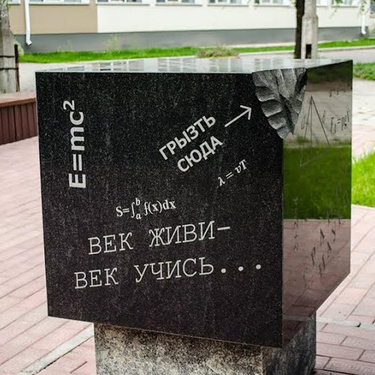 E=mc²
ГРЫЗТЬ
СЮДА
λ = νT
S=∫ₐᵇ f(x)dx
ВЕК ЖИВИ–
ВЕК УЧИСЬ...